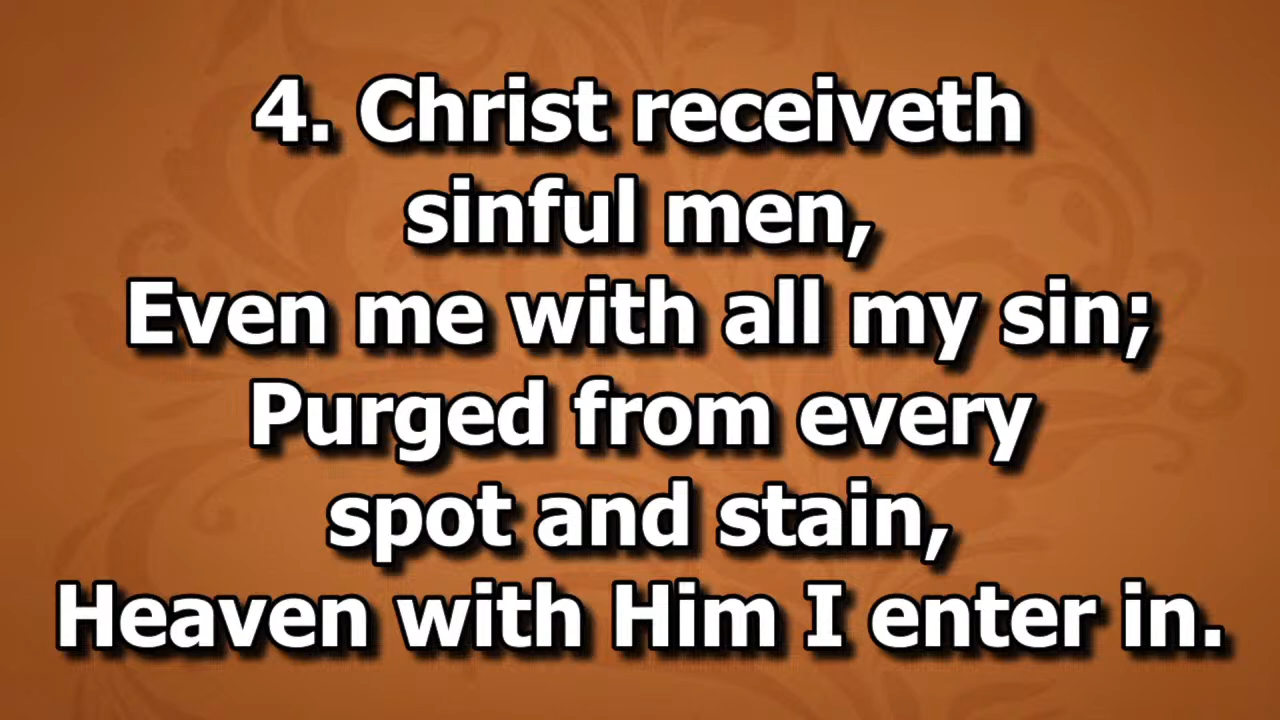 4. Christ receiveth
sinful men,
Even me with all my sin;
Purged from every
spot and stain,
Heaven with Him I enter in.